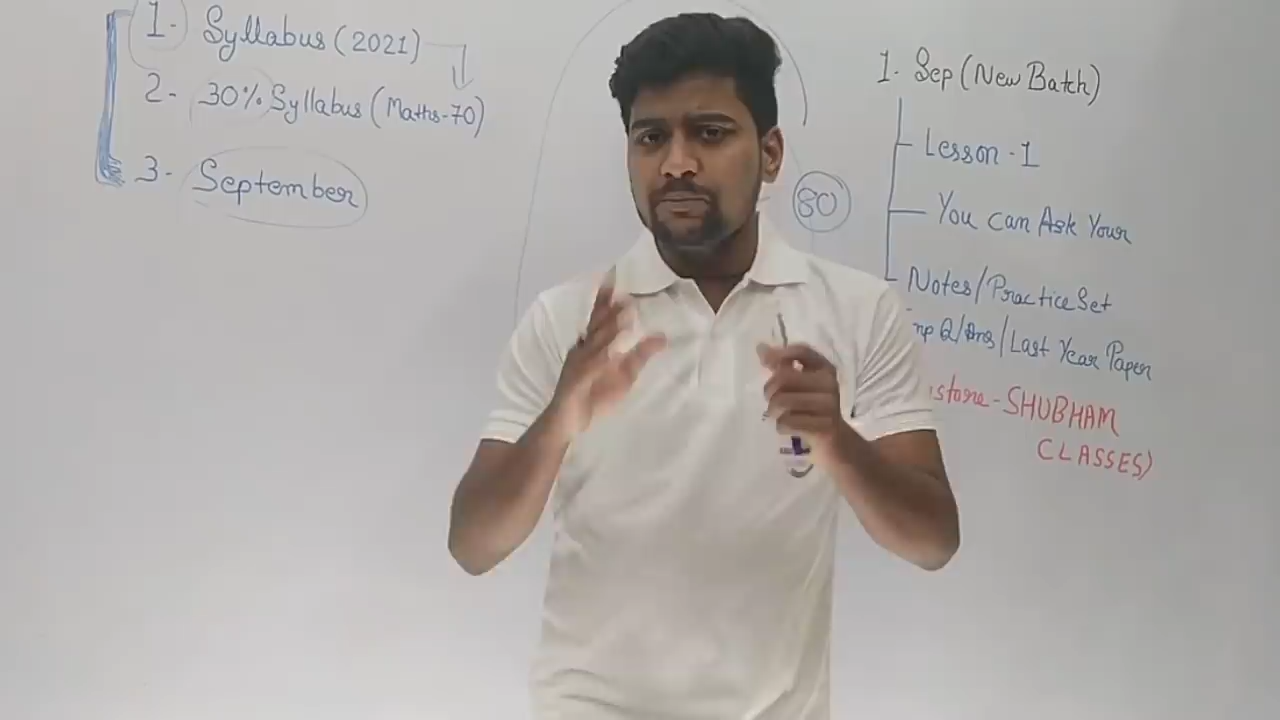 1- Syllabus (2021)
2- 30% Syllabus (Maths-70)
3- September
80
1. Sep (New Batch)
Lesson-1
You can Ask Your
Notes/Practice Set
Q/Ans/Last Year Paper
SHUBHAM
CLASSES)